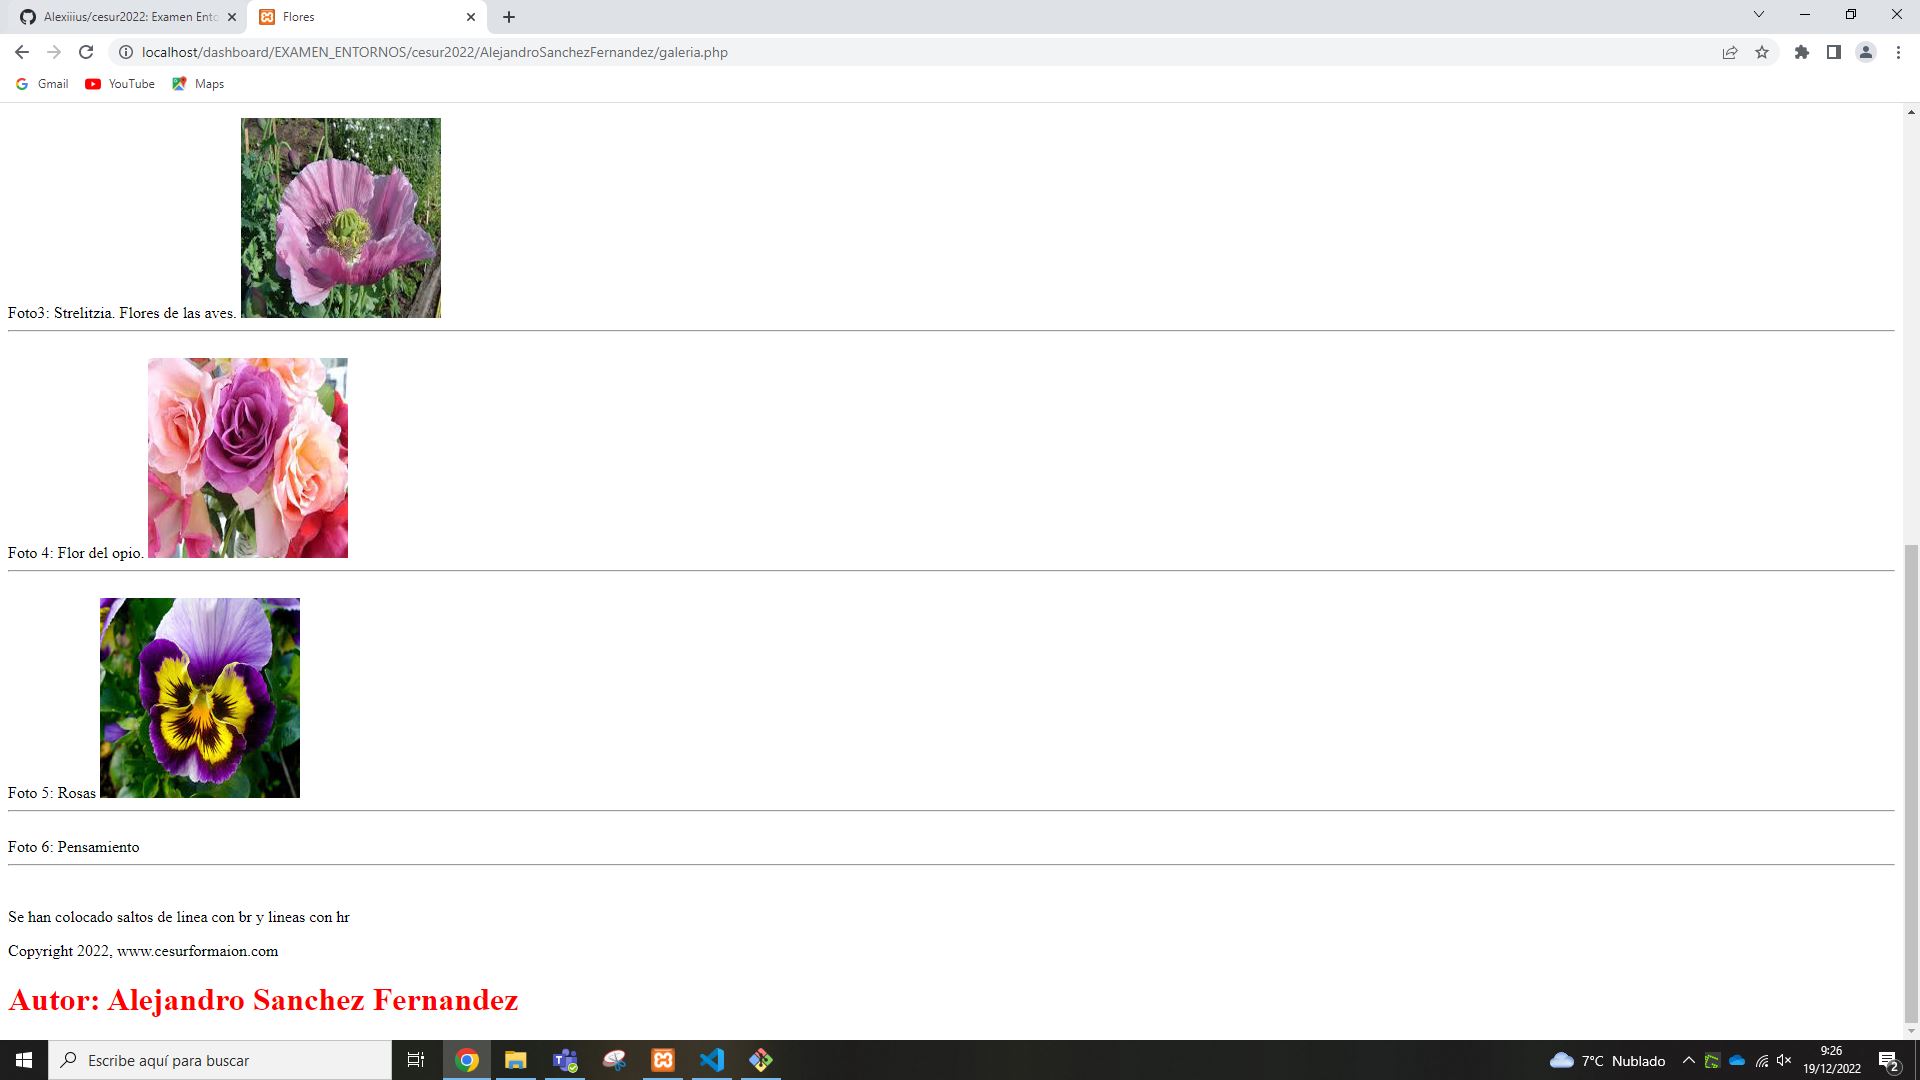 Alexiiius/cesur2022: Examen Ento
Flores
localhost/dashboard/EXAMEN_ENTORNOS/cesur2022/AlejandroSanchezFernandez/galeria.php
Gmail YouTube Maps
Foto3: Strelitzia. Flores de las aves.
Foto 4: Flor del opio.
Foto 5: Rosas
Foto 6: Pensamiento
Se han colocado saltos de linea con br y lineas con hr
Copyright 2022, www.cesurformaion.com
Autor: Alejandro Sanchez Fernandez
Escribe aquí para buscar
7°C Nublado
9:26
19/12/2022
2